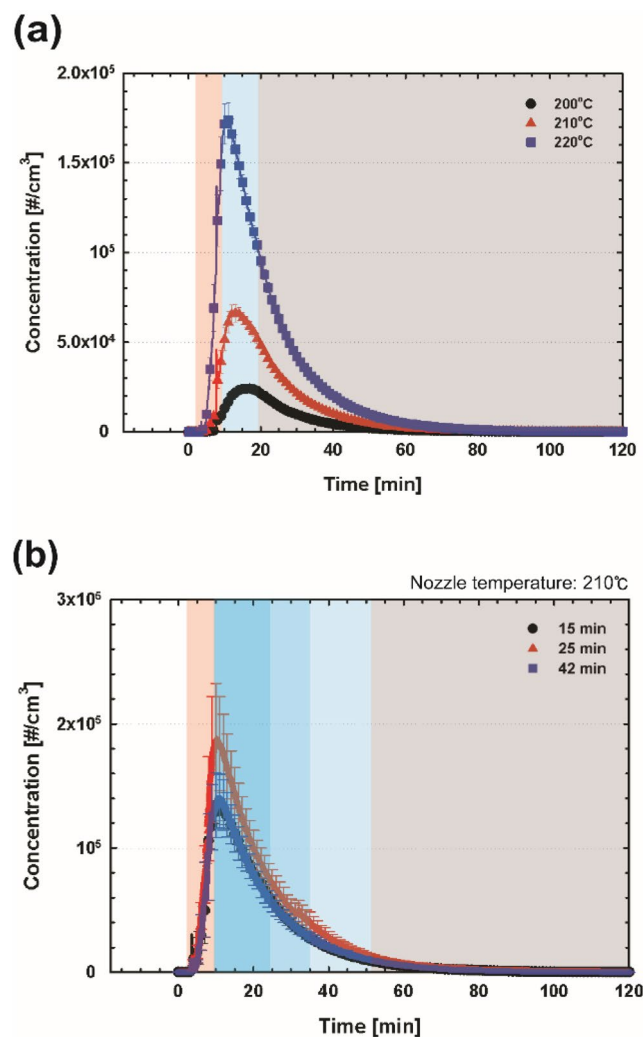 (a)
2.0x10⁵
1.5x10⁵
10⁵
5.0x10⁴
0
Concentration [#/cm³]
200°C
210°C
220°C
0 20 40 60 80 100 120
Time [min]
(b)
Nozzle temperature: 210℃
3x10⁵
2x10⁵
10⁵
0
Concentration [#/cm³]
15 min
25 min
42 min
0 20 40 60 80 100 120
Time [min]